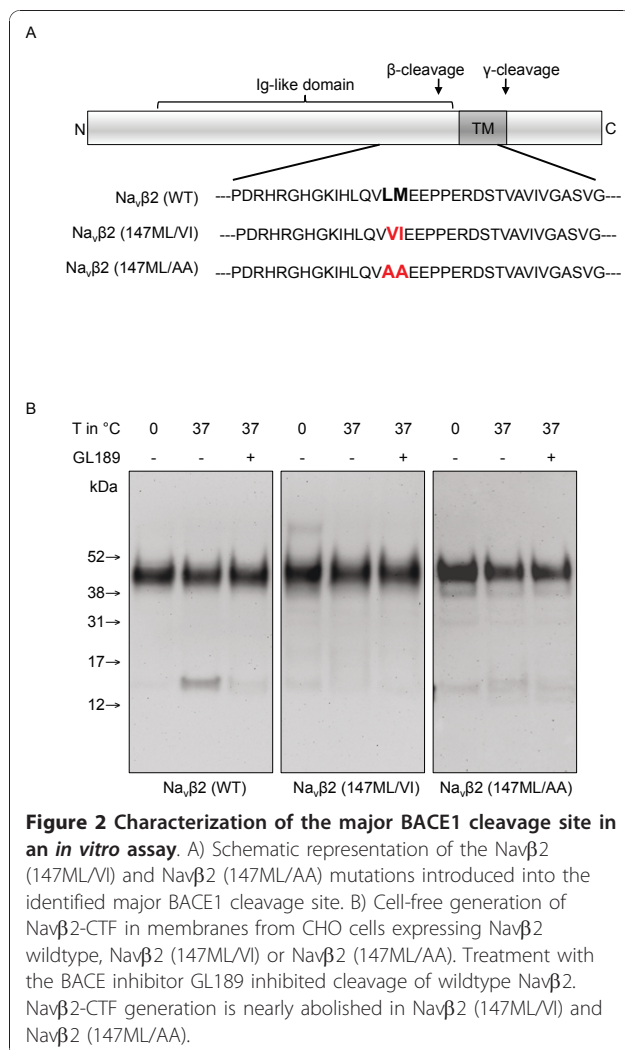 A
β-cleavage γ-cleavage
Ig-like domain
N TM C
Navβ2 (WT) ---PDRHRGHGKIHLQVLMEEPPERDSTVAVIVGASVG---
Navβ2 (147ML/VI) ---PDRHRGHGKIHLQVVIEEPPERDSTVAVIVGASVG---
Navβ2 (147ML/AA) ---PDRHRGHGKIHLQVAAEEPPERDSTVAVIVGASVG---
B
T in °C 0 37 37 0 37 37 0 37 37
GL189 - - + - - + - - +
kDa
52→
38→
31→
17→
12→
Navβ2 (WT) Navβ2 (147ML/VI) Navβ2 (147ML/AA)
Figure 2 Characterization of the major BACE1 cleavage site in
an in vitro assay. A) Schematic representation of the Navβ2
(147ML/VI) and Navβ2 (147ML/AA) mutations introduced into the
identified major BACE1 cleavage site. B) Cell-free generation of
Navβ2-CTF in membranes from CHO cells expressing Navβ2
wildtype, Navβ2 (147ML/VI) or Navβ2 (147ML/AA). Treatment with
the BACE inhibitor GL189 inhibited cleavage of wildtype Navβ2.
Navβ2-CTF generation is nearly abolished in Navβ2 (147ML/VI) and
Navβ2 (147ML/AA).